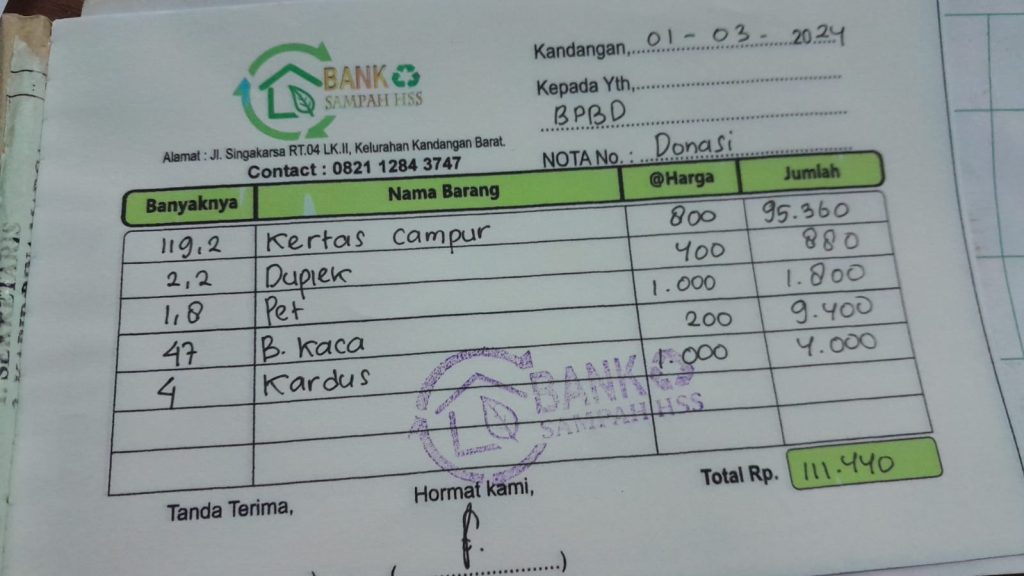 BANK
SAMPAH HSS
Alamat : Jl. Singakarsa RT.04 LK.II, Kelurahan Kandangan Barat.
Contact : 0821 1284 3747
Kandangan, 01 - 03 - 2024
Kepada Yth,
BPBD
NOTA No. : Donasi
Banyaknya Nama Barang @Harga Jumlah
119,2 Kertas Campur 800 95.360
2,2 Duplek 400 880
1,8 Pet 1.000 1.800
47 B. Kaca 200 9.400
4 Kardus 1.000 4.000
BANK
SAMPAH HSS
Total Rp. 111.440
Tanda Terima,
Hormat kami,